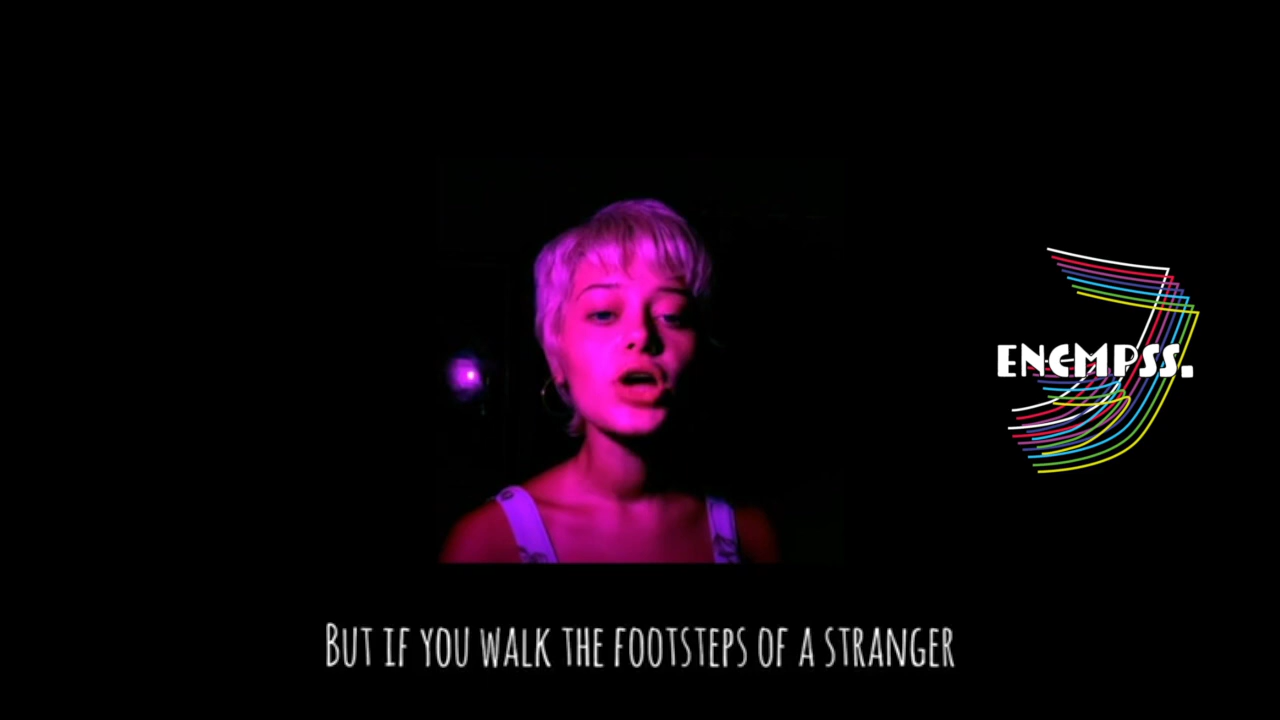 ENCMPSS.
BUT IF YOU WALK THE FOOTSTEPS OF A STRANGER